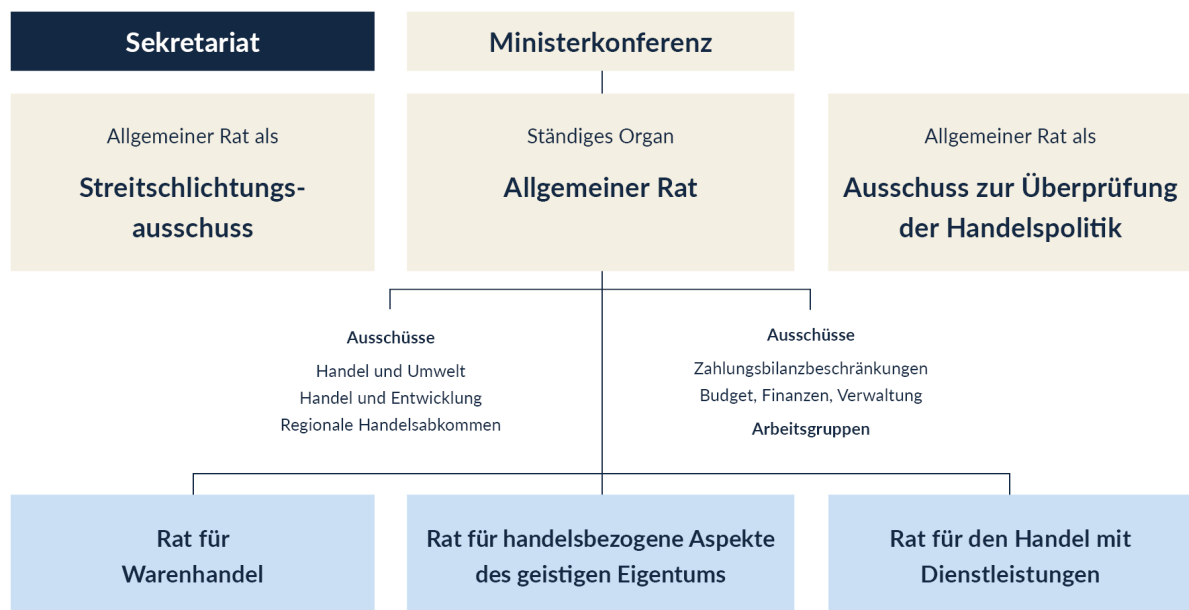 Sekretariat
Ministerkonferenz
Allgemeiner Rat als
Streitschlichtungs-
ausschuss
Ständiges Organ
Allgemeiner Rat
Allgemeiner Rat als
Ausschuss zur Überprüfung
der Handelspolitik
Ausschüsse
Handel und Umwelt
Handel und Entwicklung
Regionale Handelsabkommen
Ausschüsse
Zahlungsbilanzbeschränkungen
Budget, Finanzen, Verwaltung
Arbeitsgruppen
Rat für
Warenhandel
Rat für handelsbezogene Aspekte
des geistigen Eigentums
Rat für den Handel mit
Dienstleistungen